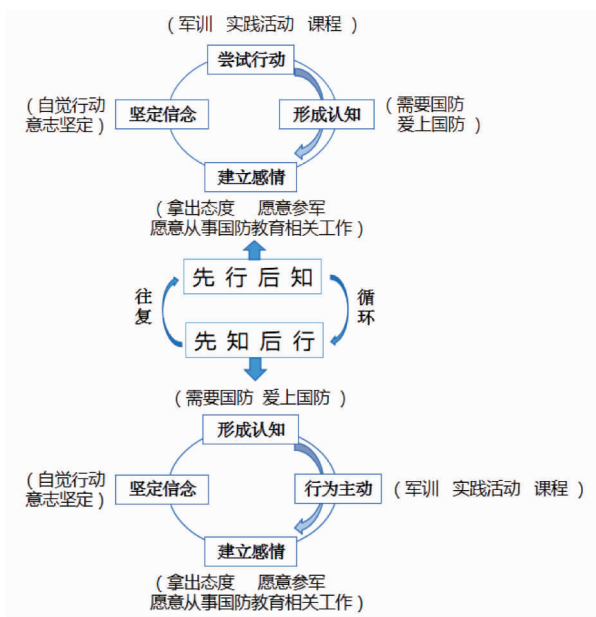 （军训 实践活动 课程）
尝试行动
（自觉行动
意志坚定）
坚定信念
形成认知
（需要国防
爱上国防）
建立感情
（拿出态度 愿意参军
愿意从事国防教育相关工作）
先行后知
往复
循环
先知后行
（需要国防 爱上国防）
形成认知
（自觉行动
意志坚定）
坚定信念
行为主动
（军训 实践活动 课程）
建立感情
（拿出态度 愿意参军
愿意从事国防教育相关工作）